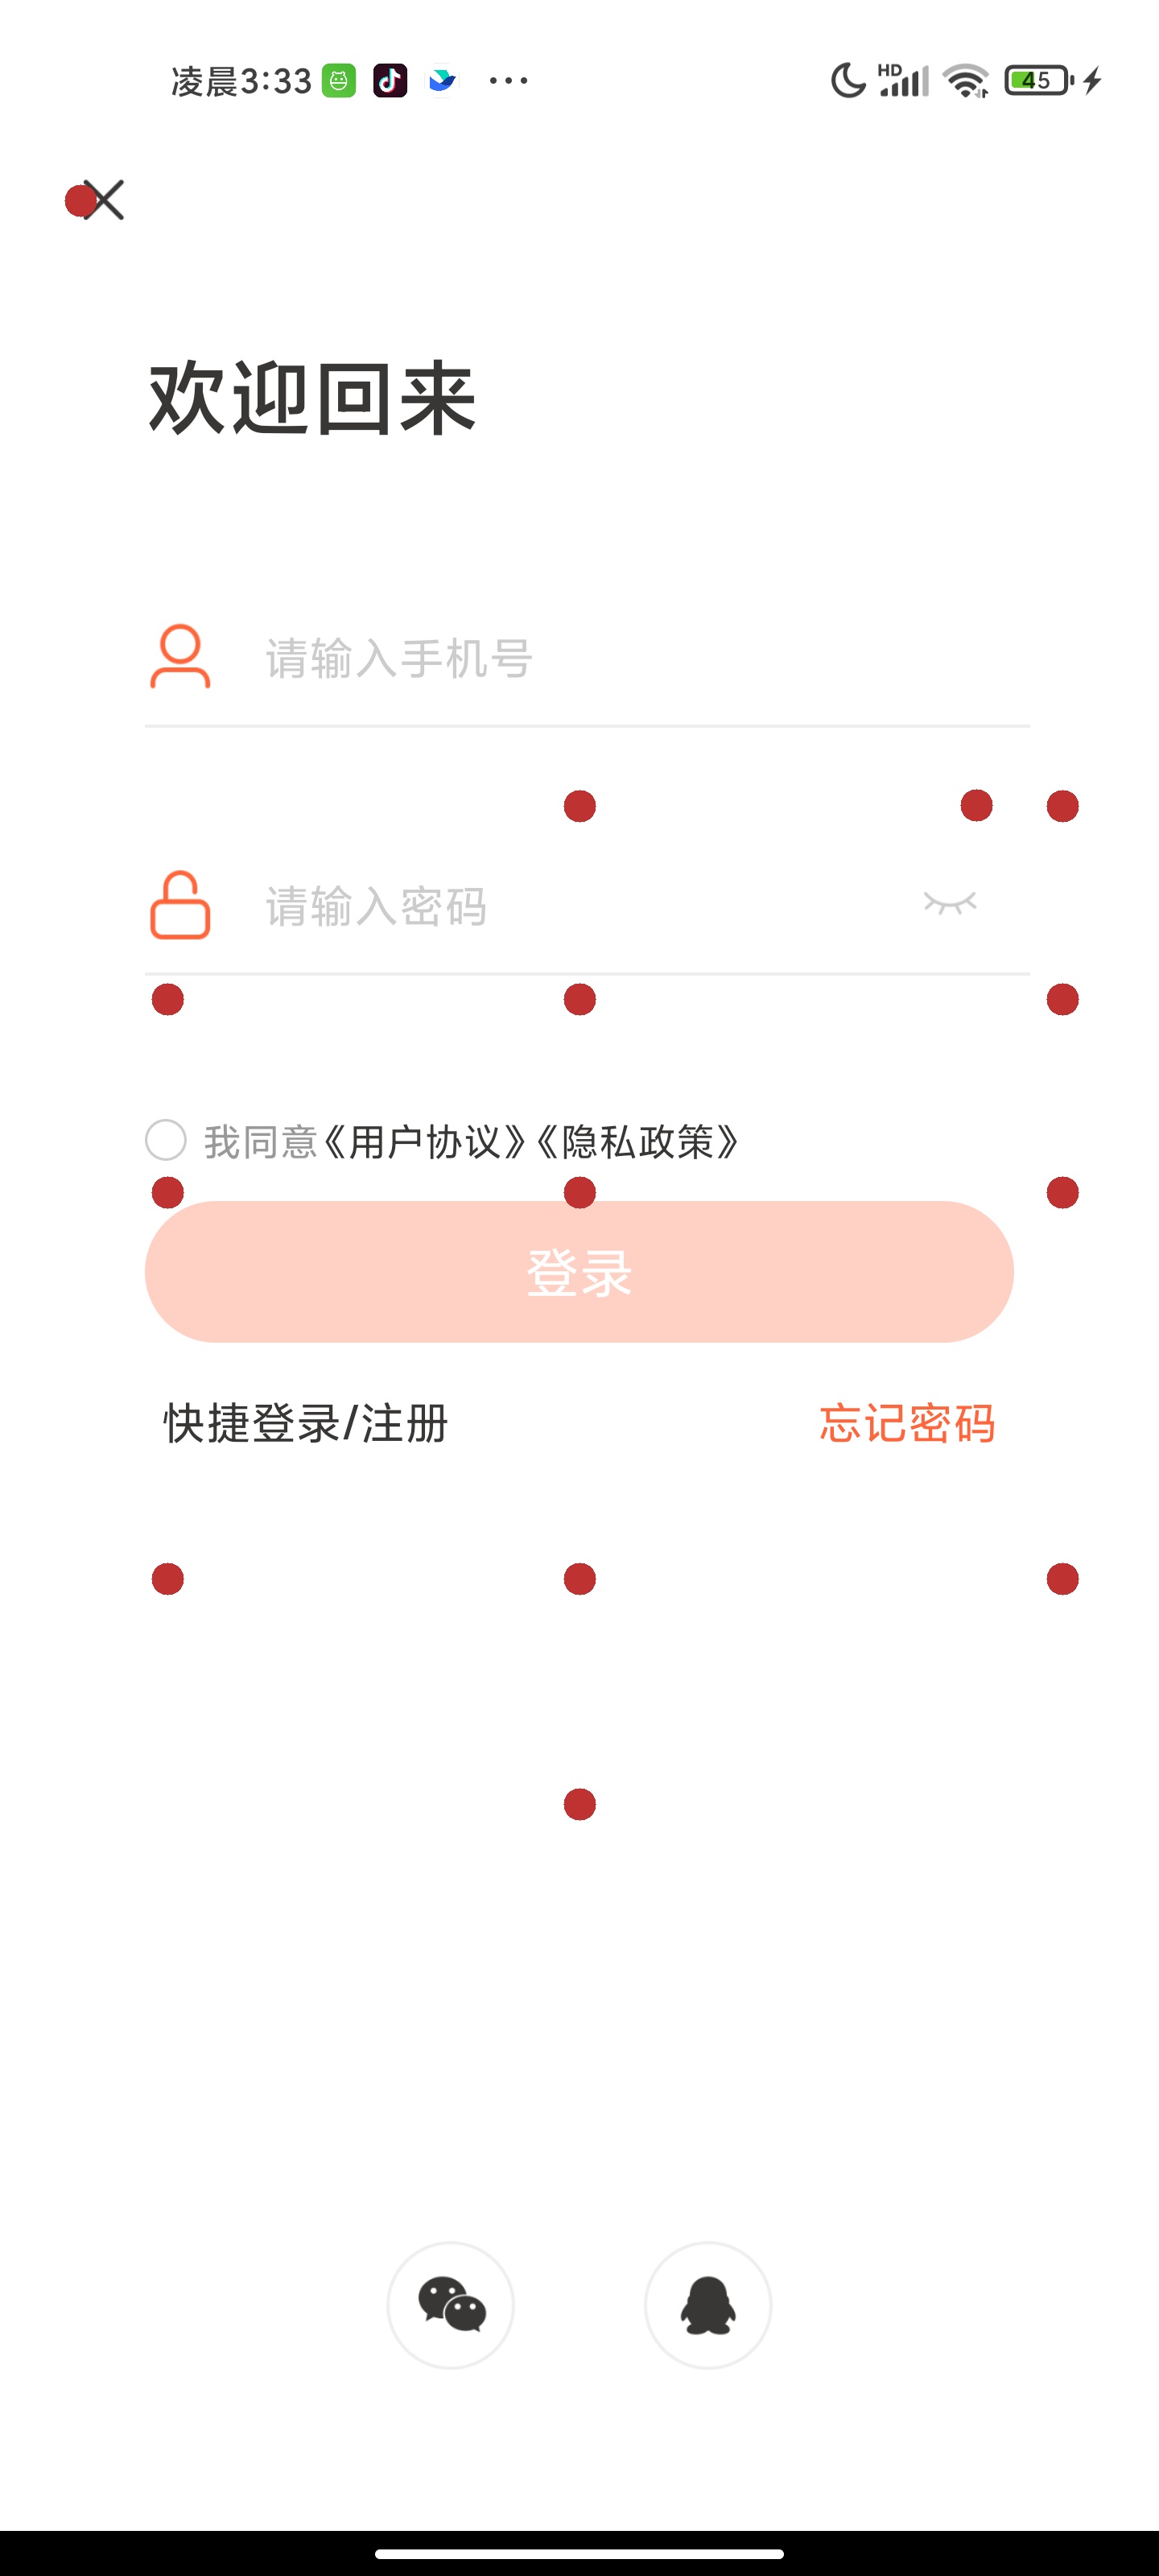 凌晨3:33 ··· HD 45
欢迎回来
请输入手机号
请输入密码
我同意《用户协议》《隐私政策》
登录
快捷登录/注册 忘记密码